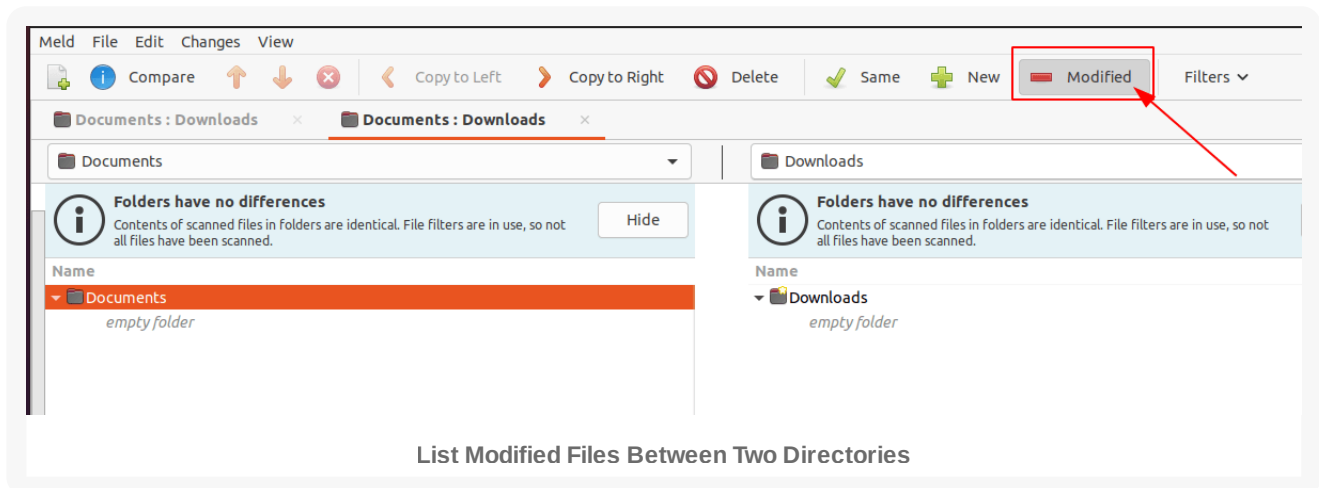 Meld File Edit Changes View
Compare Copy to Left Copy to Right Delete Same New Modified Filters
Documents : Downloads × Documents : Downloads ×
Documents Downloads
Folders have no differences
Contents of scanned files in folders are identical. File filters are in use, so not
all files have been scanned.
Hide
Folders have no differences
Contents of scanned files in folders are identical. File filters are in use, so not
all files have been scanned.
Name Name
Documents Downloads
empty folder empty folder
List Modified Files Between Two Directories